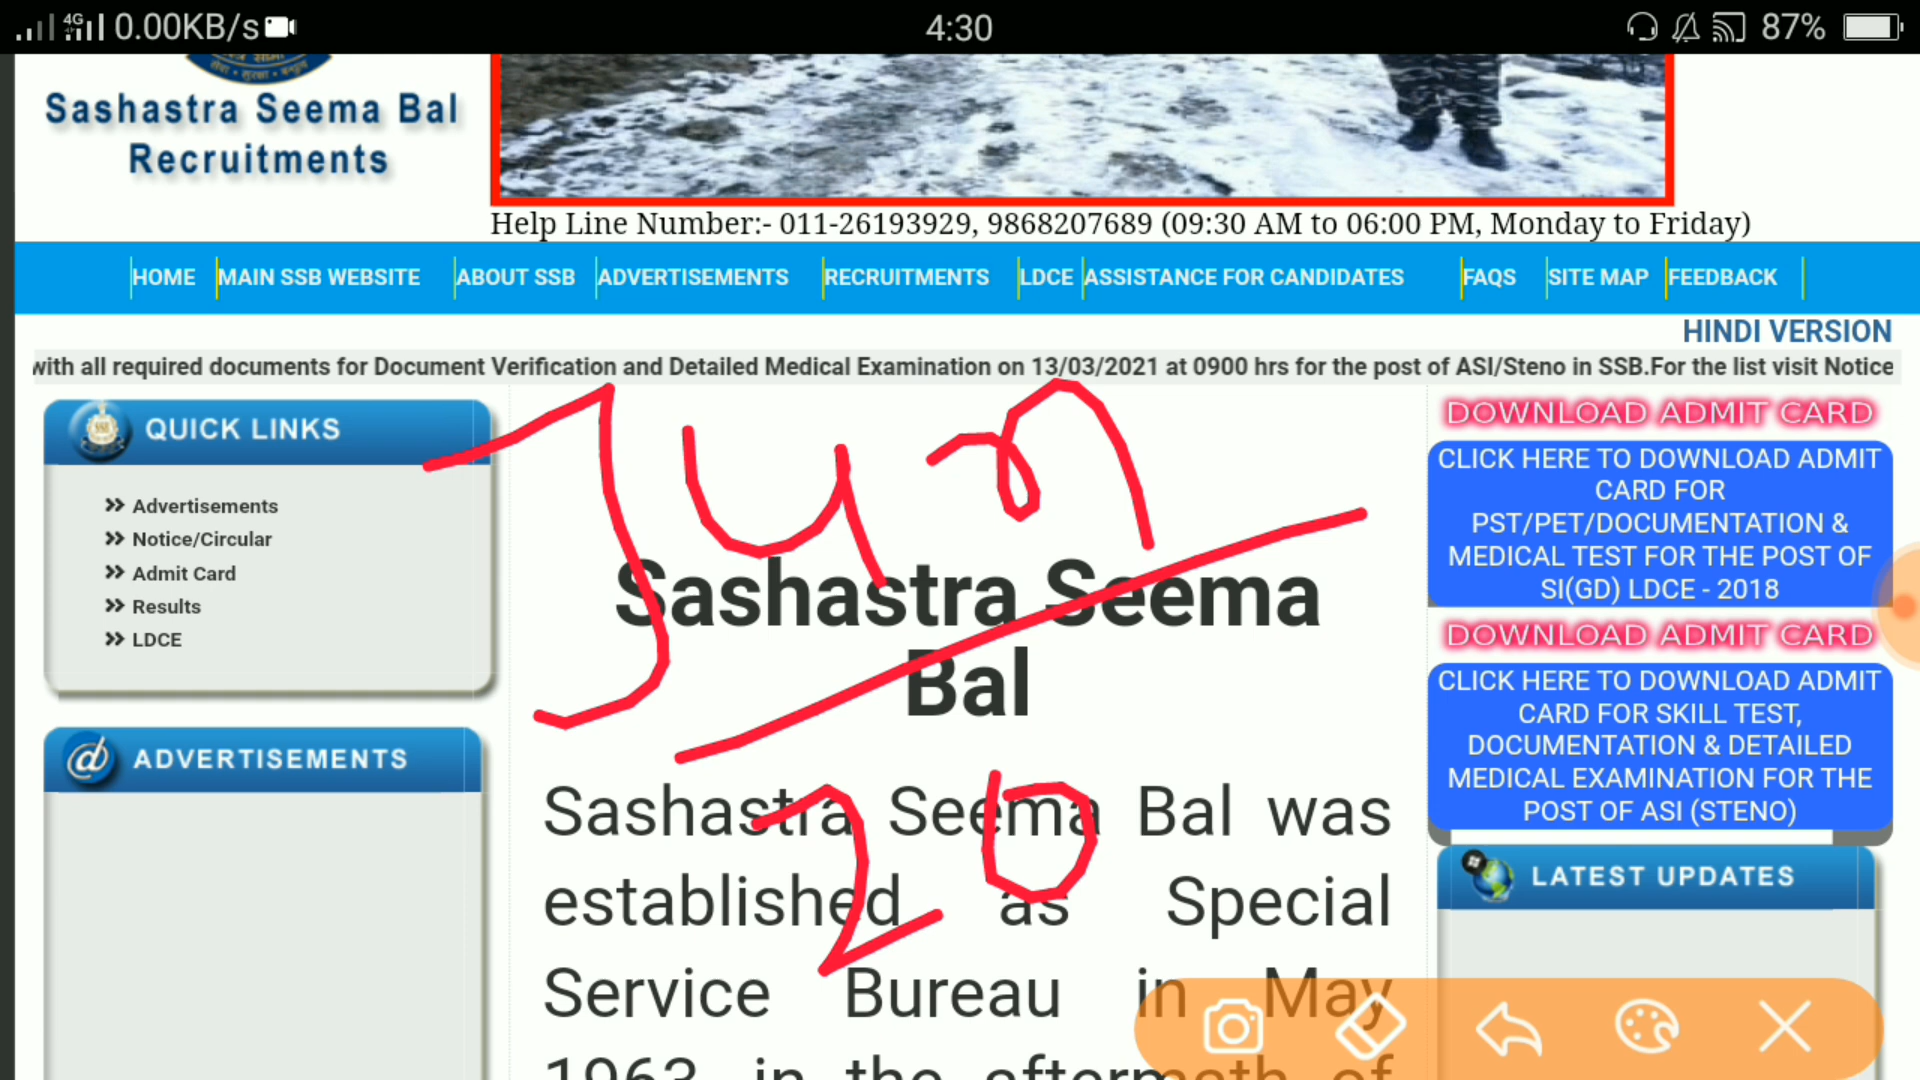 4G 0.00KB/s 4:30 87%
Sashastra Seema Bal
Recruitments
Help Line Number:- 011-26193929, 9868207689 (09:30 AM to 06:00 PM, Monday to Friday)
HOME MAIN SSB WEBSITE ABOUT SSB ADVERTISEMENTS RECRUITMENTS LDCE ASSISTANCE FOR CANDIDATES FAQS SITE MAP FEEDBACK
HINDI VERSION
with all required documents for Document Verification and Detailed Medical Examination on 13/03/2021 at 0900 hrs for the post of ASI/Steno in SSB.For the list visit Notice
QUICK LINKS
Advertisements
Notice/Circular
Admit Card
Results
LDCE
ADVERTISEMENTS
Jun
20
Sashastra Seema
Bal
Sashastra Seema Bal was
established as Special
Service Bureau in May
1963, in the aftermath of
DOWNLOAD ADMIT CARD
CLICK HERE TO DOWNLOAD ADMIT
CARD FOR
PST/PET/DOCUMENTATION &
MEDICAL TEST FOR THE POST OF
SI(GD) LDCE - 2018
DOWNLOAD ADMIT CARD
CLICK HERE TO DOWNLOAD ADMIT
CARD FOR SKILL TEST,
DOCUMENTATION & DETAILED
MEDICAL EXAMINATION FOR THE
POST OF ASI (STENO)
LATEST UPDATES